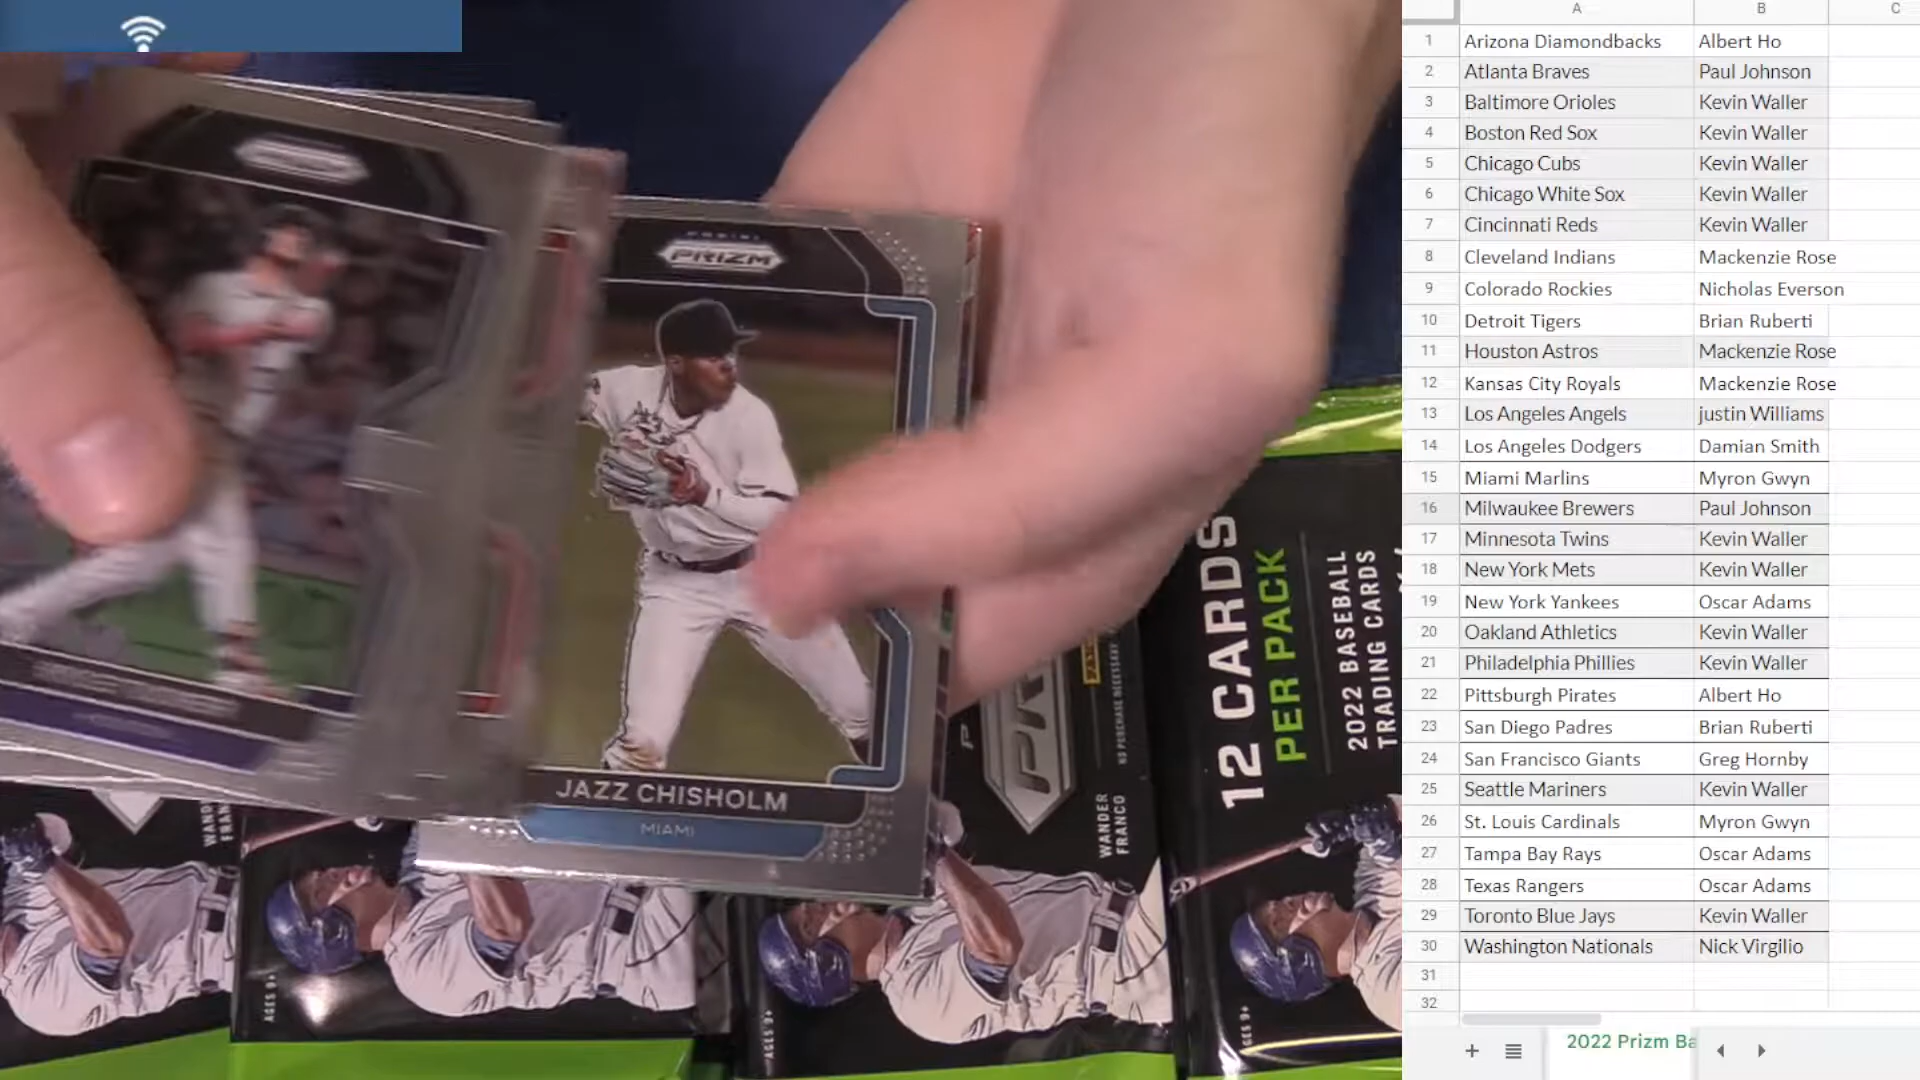 PANINI
PRIZM
JAZZ CHISHOLM
MIAMI
12 CARDS
PER PACK
2022 BASEBALL
TRADING CARDS
NO PURCHASE NECESSARY
WANDER
FRANCO
AGES 9+
AGES 9+
A B C
1 Arizona Diamondbacks Albert Ho
2 Atlanta Braves Paul Johnson
3 Baltimore Orioles Kevin Waller
4 Boston Red Sox Kevin Waller
5 Chicago Cubs Kevin Waller
6 Chicago White Sox Kevin Waller
7 Cincinnati Reds Kevin Waller
8 Cleveland Indians Mackenzie Rose
9 Colorado Rockies Nicholas Everson
10 Detroit Tigers Brian Ruberti
11 Houston Astros Mackenzie Rose
12 Kansas City Royals Mackenzie Rose
13 Los Angeles Angels justin Williams
14 Los Angeles Dodgers Damian Smith
15 Miami Marlins Myron Gwyn
16 Milwaukee Brewers Paul Johnson
17 Minnesota Twins Kevin Waller
18 New York Mets Kevin Waller
19 New York Yankees Oscar Adams
20 Oakland Athletics Kevin Waller
21 Philadelphia Phillies Kevin Waller
22 Pittsburgh Pirates Albert Ho
23 San Diego Padres Brian Ruberti
24 San Francisco Giants Greg Hornby
25 Seattle Mariners Kevin Waller
26 St. Louis Cardinals Myron Gwyn
27 Tampa Bay Rays Oscar Adams
28 Texas Rangers Oscar Adams
29 Toronto Blue Jays Kevin Waller
30 Washington Nationals Nick Virgilio
31
32
2022 Prizm Ba